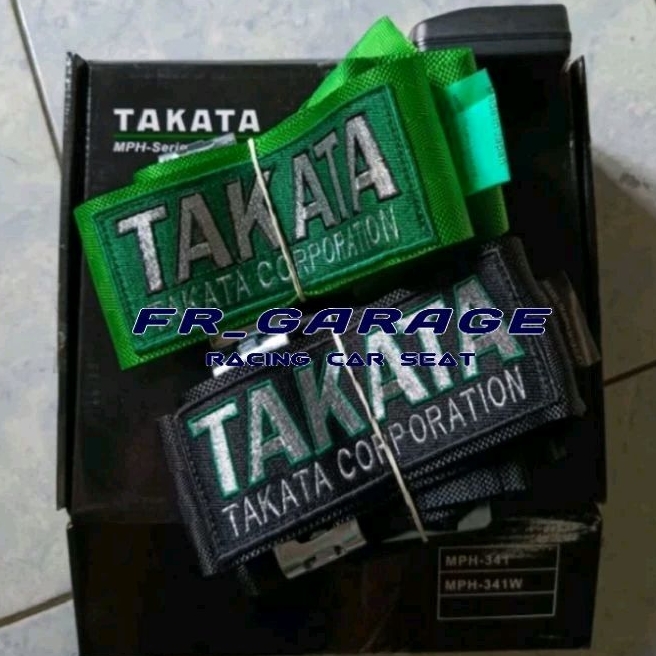 TAKATA
MPH-Serie
TAKATA
TAKATA CORPORATION
FR_GARAGE
RACING CAR SEAT
TAKATA
TAKATA CORPORATION
MPH-341
MPH-341W